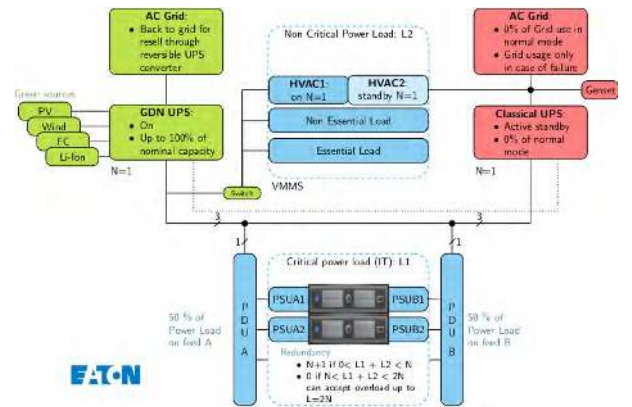 AC Grid:
• Back to grid for
resell through
reversible UPS
converter
Green sources
PV
Wind
FC
Li-Ion
GDN UPS:
• On
• Up to 100% of
nominal capacity
N=1
Non Critical Power Load: L2
HVAC1:
on N=1
HVAC2:
standby N=1
Non Essential Load
Essential Load
Switch
VMMS
AC Grid:
• 0% of Grid use in
normal mode
• Grid usage only
in case of failure
Genset
Classical UPS
• Active standby
• 0% of normal
mode
N=1
3
3
1
1
50 % of
Power Load
on feed A
PDU A
Critical power load (IT): L1
PSUA1
PSUB1
PSUA2
PSUB2
Redundancy
• N+1 if 0< L1 + L2 < N
• 0 if N< L1 + L2 < 2N
can accept overload up to
L=2N
PDU B
50 % of
Power Load
on feed B
EATON